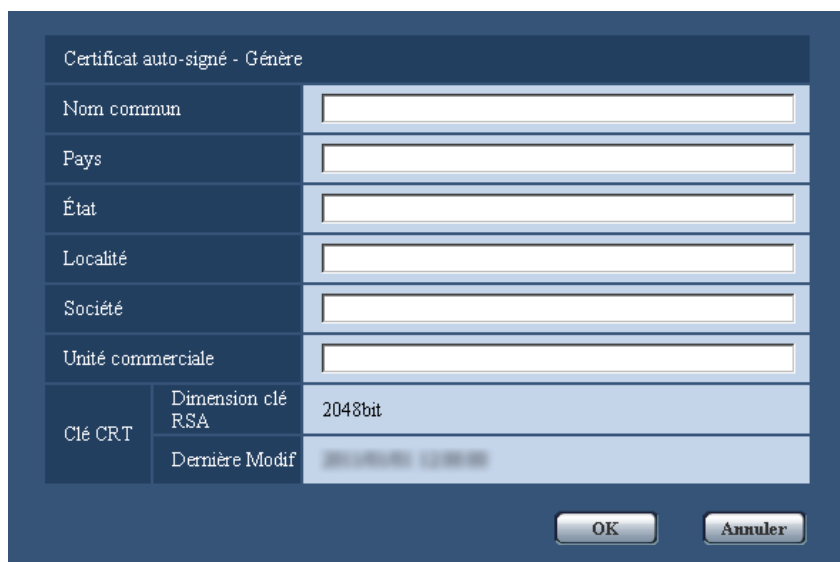 Certificat auto-signé - Génère
Nom commun
Pays
État
Localité
Société
Unité commerciale
Clé CRT
Dimension clé
RSA
2048bit
Dernière Modif
OK
Annuler